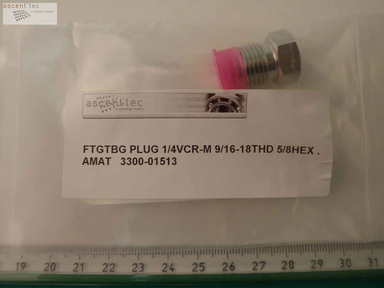 ascentec
ascentec
FTGTBG PLUG 1/4VCR-M 9/16-18THD 5/8HEX .
AMAT 3300-01513
19 20 21 22 23 24 25 26 27 28 29 30 31